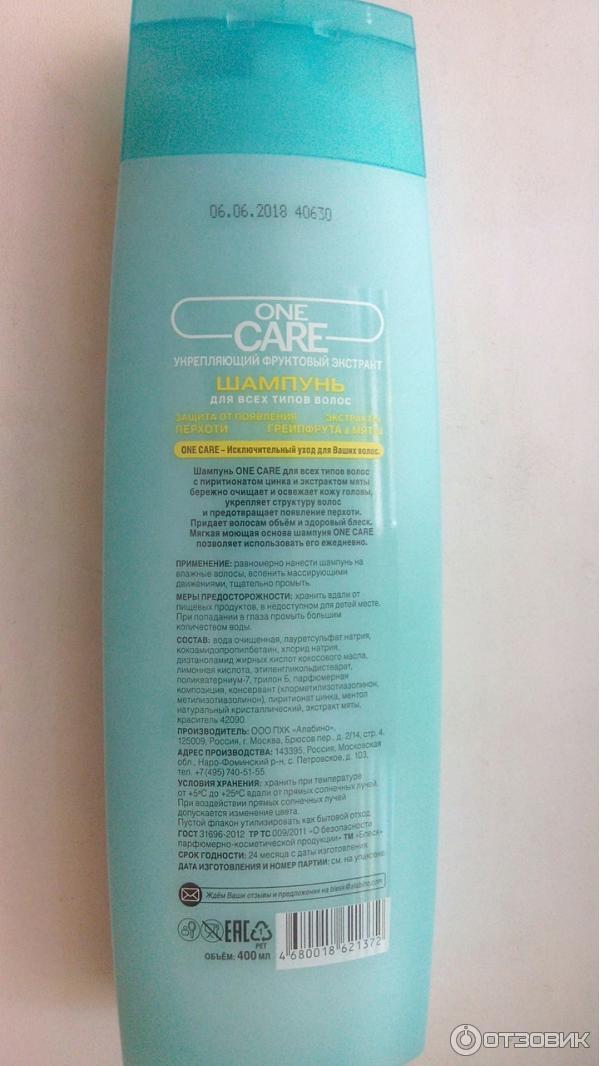 06.06.2018 40630
ONE
CARE
УКРЕПЛЯЮЩИЙ ФРУКТОВЫЙ ЭКСТРАКТ
ШАМПУНЬ
ДЛЯ ВСЕХ ТИПОВ ВОЛОС
ЗАЩИТА ОТ ПОЯВЛЕНИЯ ЭКСТРАКТЫ
ПЕРХОТИ ГРЕЙПФРУТА & МЯТЫ
ONE CARE – Исключительный уход для Ваших волос.
Шампунь ONE CARE для всех типов волос
с пиритионатом цинка и экстрактом мяты
бережно очищает и освежает кожу головы,
укрепляет структуру волос
и предотвращает появление перхоти.
Придает волосам объём и здоровый блеск.
Мягкая моющая основа шампуня ONE CARE
позволяет использовать его ежедневно.
ПРИМЕНЕНИЕ: равномерно нанести шампунь на
влажные волосы, вспенить массирующими
движениями, тщательно промыть.
МЕРЫ ПРЕДОСТОРОЖНОСТИ: хранить вдали от
пищевых продуктов, в недоступном для детей месте.
При попадании в глаза промыть большим
количеством воды.
СОСТАВ: вода очищенная, лауретсульфат натрия,
кокоамидопропилбетаин, хлорид натрия,
диэтаноламид жирных кислот кокосового масла,
лимонная кислота, этиленгликольдистеарат,
поликватерниум-7, трилон Б, парфюмерная
композиция, консервант (хлорметилизотиазолинон,
метилизотиазолинон), пиритионат цинка, ментол
натуральный кристаллический, экстракт мяты,
краситель 42090
ПРОИЗВОДИТЕЛЬ: ООО ПХК «Алабино».
125009, Россия, г. Москва, Брюсов пер., д. 2/14, стр. 4.
АДРЕС ПРОИЗВОДСТВА: 143395, Россия, Московская
обл., Наро-Фоминский р-н, с. Петровское, д. 103,
тел. +7(495) 740-51-55.
УСЛОВИЯ ХРАНЕНИЯ: хранить при температуре
от +5ºС до +25ºС вдали от прямых солнечных лучей.
При воздействии прямых солнечных лучей
допускается изменение цвета.
Пустой флакон утилизировать как бытовой отход.
ГОСТ 31696-2012 ТР ТС 009/2011 «О безопасности
парфюмерно-косметической продукции» ТМ «Блеск»
СРОК ГОДНОСТИ: 24 месяца с даты изготовления.
ДАТА ИЗГОТОВЛЕНИЯ И НОМЕР ПАРТИИ: см. на упаковке.
Ждём Ваши отзывы и предложения на blesk@alabino.com
EAC 1
PET
ОБЪЁМ: 400 МЛ
4 680018 621372
ОТЗОВИК